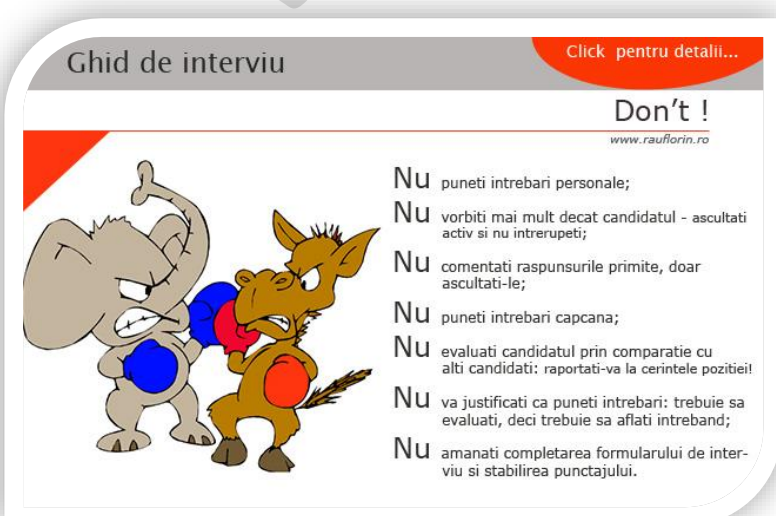 Ghid de interviu
Click pentru detalii...
Don't !
www.rauflorin.ro
Nu puneti intrebari personale;
Nu vorbiti mai mult decat candidatul - ascultati
activ si nu intrerupeti;
Nu comentati raspunsurile primite, doar
ascultati-le;
Nu puneti intrebari capcana;
Nu evaluati candidatul prin comparatie cu
alti candidati: raportati-va la cerintele pozitiei!
Nu va justificati ca puneti intrebari: trebuie sa
evaluati, deci trebuie sa aflati intreband;
Nu amanati completarea formularului de inter-
viu si stabilirea punctajului.